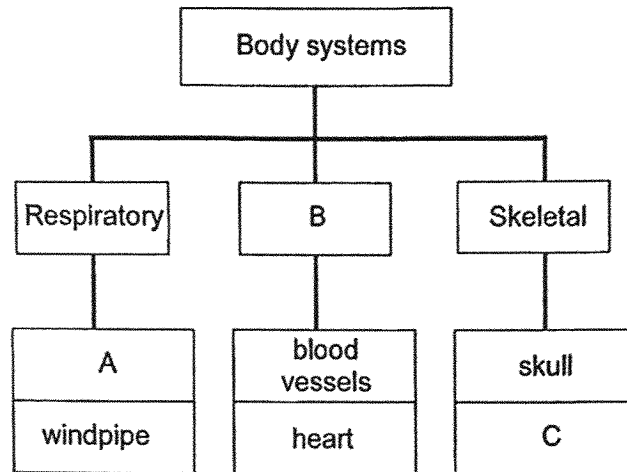 Body systems
Respiratory
B
Skeletal
A
windpipe
blood
vessels
heart
skull
C